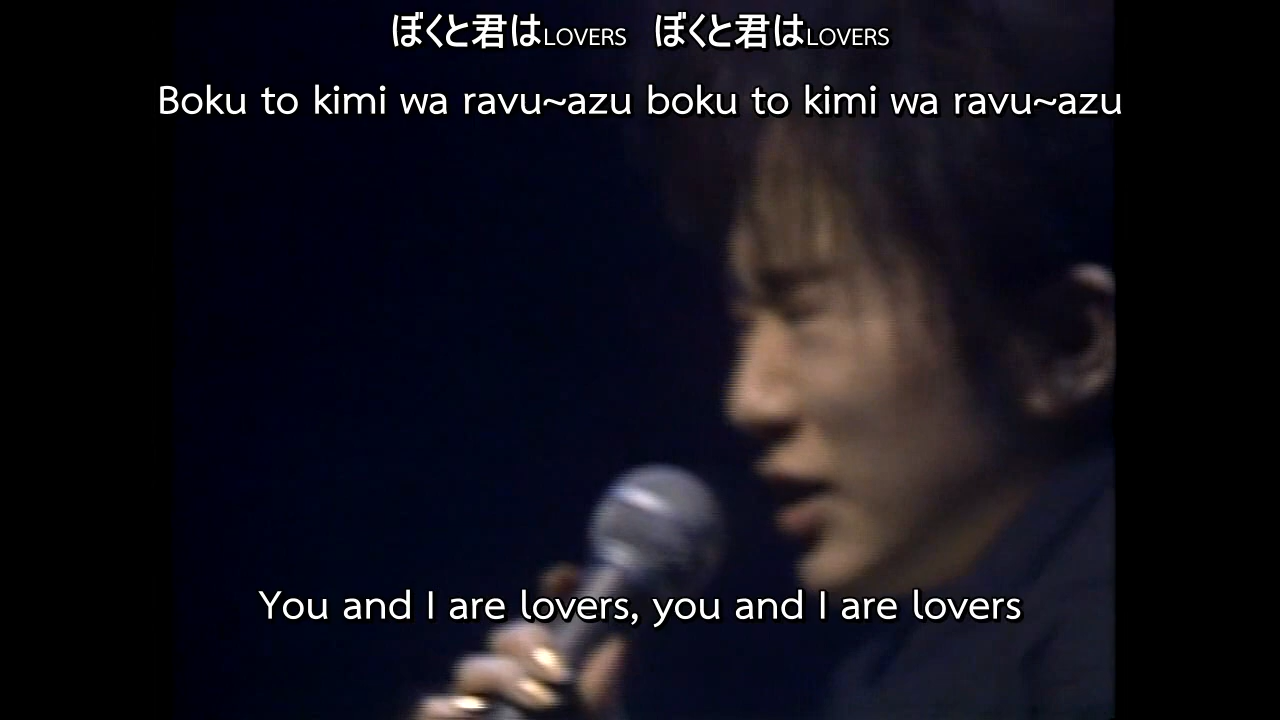 ぼくと君はLOVERS ぼくと君はLOVERS
Boku to kimi wa ravu~azu boku to kimi wa ravu~azu
You and I are lovers, you and I are lovers